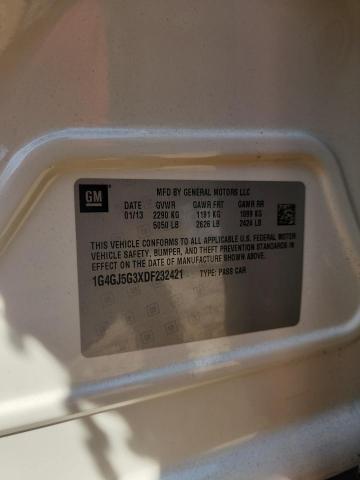 GM
MFD BY GENERAL MOTORS LLC
DATE GVWR GAWR FRT GAWR RR
01/13 2290 KG 1191 KG 1099 KG
5050 LB 2626 LB 2424 LB
THIS VEHICLE CONFORMS TO ALL APPLICABLE U.S. FEDERAL MOTOR
VEHICLE SAFETY, BUMPER, AND THEFT PREVENTION STANDARDS IN
EFFECT ON THE DATE OF MANUFACTURE SHOWN ABOVE.
1G4GJ5G3XDF232421 TYPE: PASS CAR